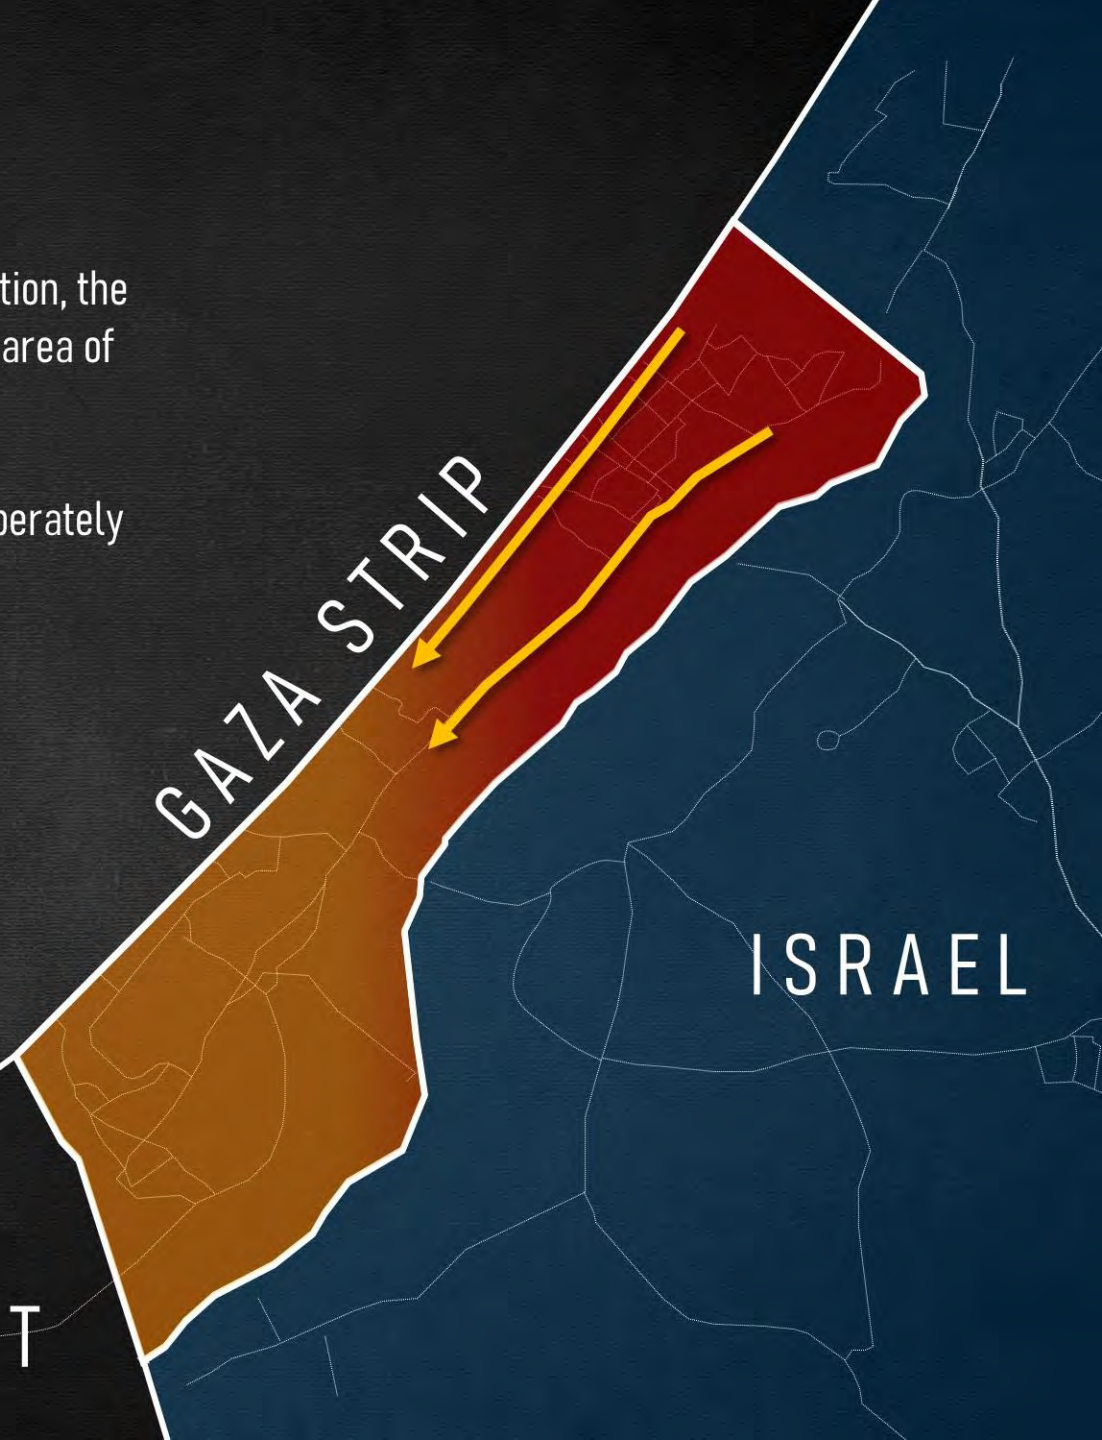 tion, the
area of
perately
GAZA STRIP
ISRAEL
T